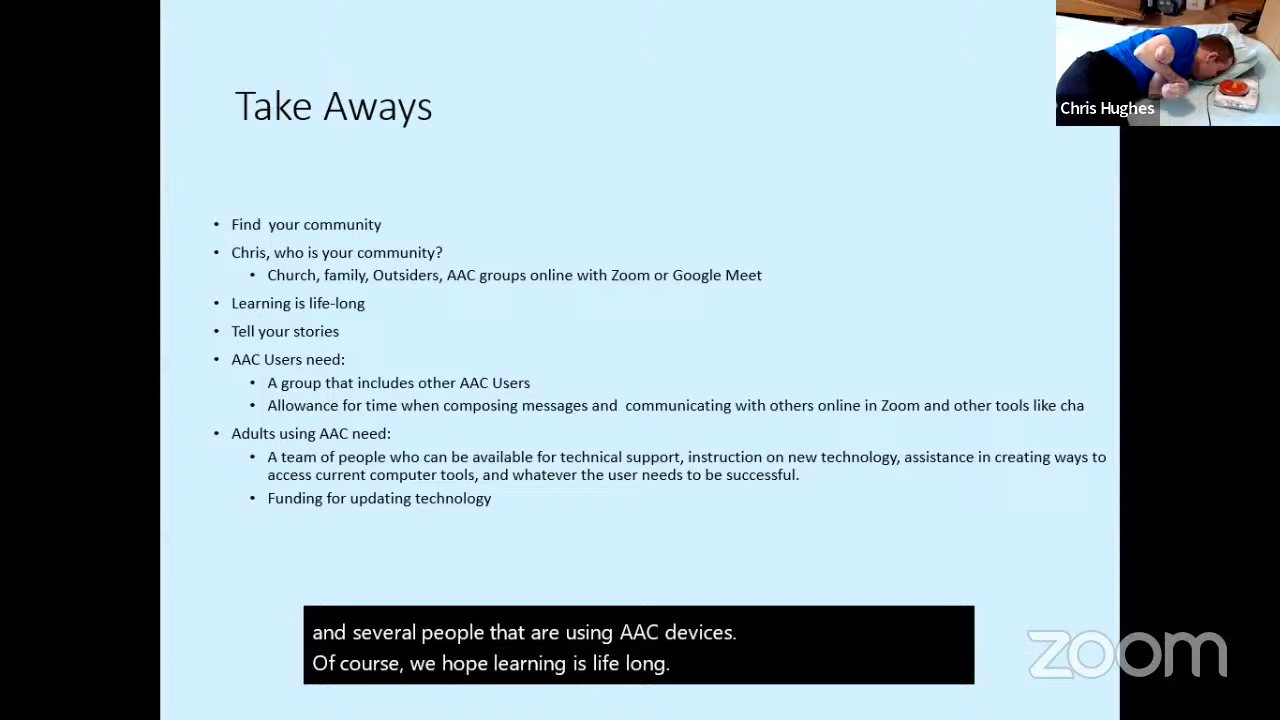 Take Aways
Chris Hughes
• Find  your community
• Chris, who is your community?
• Church, family, Outsiders, AAC groups online with Zoom or Google Meet
• Learning is life-long
• Tell your stories
• AAC Users need:
• A group that includes other AAC Users
• Allowance for time when composing messages and  communicating with others online in Zoom and other tools like cha
• Adults using AAC need:
• A team of people who can be available for technical support, instruction on new technology, assistance in creating ways to
access current computer tools, and whatever the user needs to be successful.
• Funding for updating technology
and several people that are using AAC devices.
Of course, we hope learning is life long.
zoom